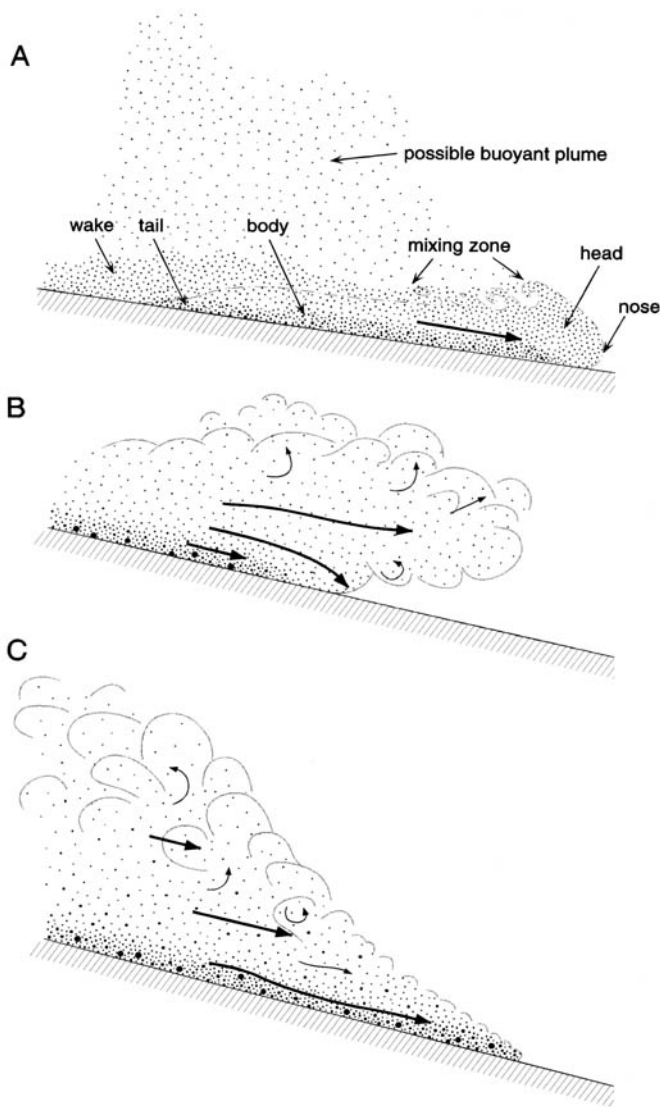 A
possible buoyant plume
wake
tail
body
mixing zone
head
nose
B
C